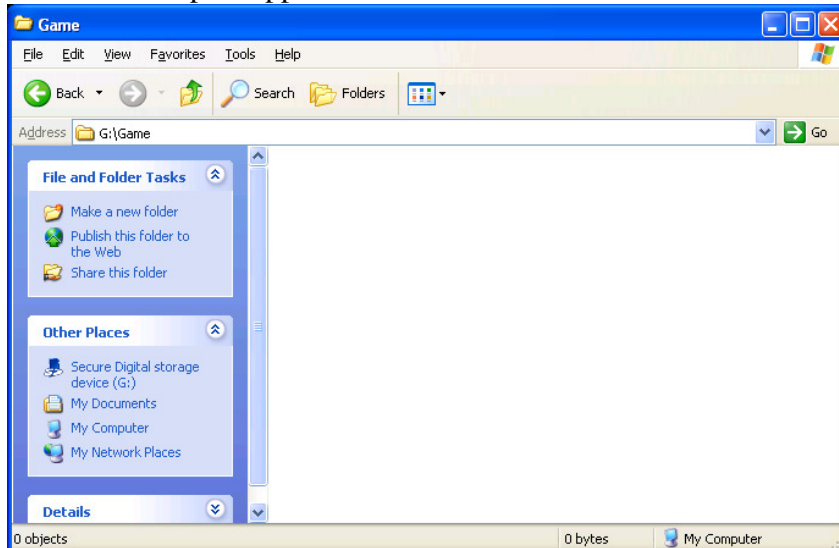 Game
File Edit View Favorites Tools Help
Back Search Folders
Address G:\Game Go
File and Folder Tasks
Make a new folder
Publish this folder to
the Web
Share this folder
Other Places
Secure Digital storage
device (G:)
My Documents
My Computer
My Network Places
Details
0 objects 0 bytes My Computer